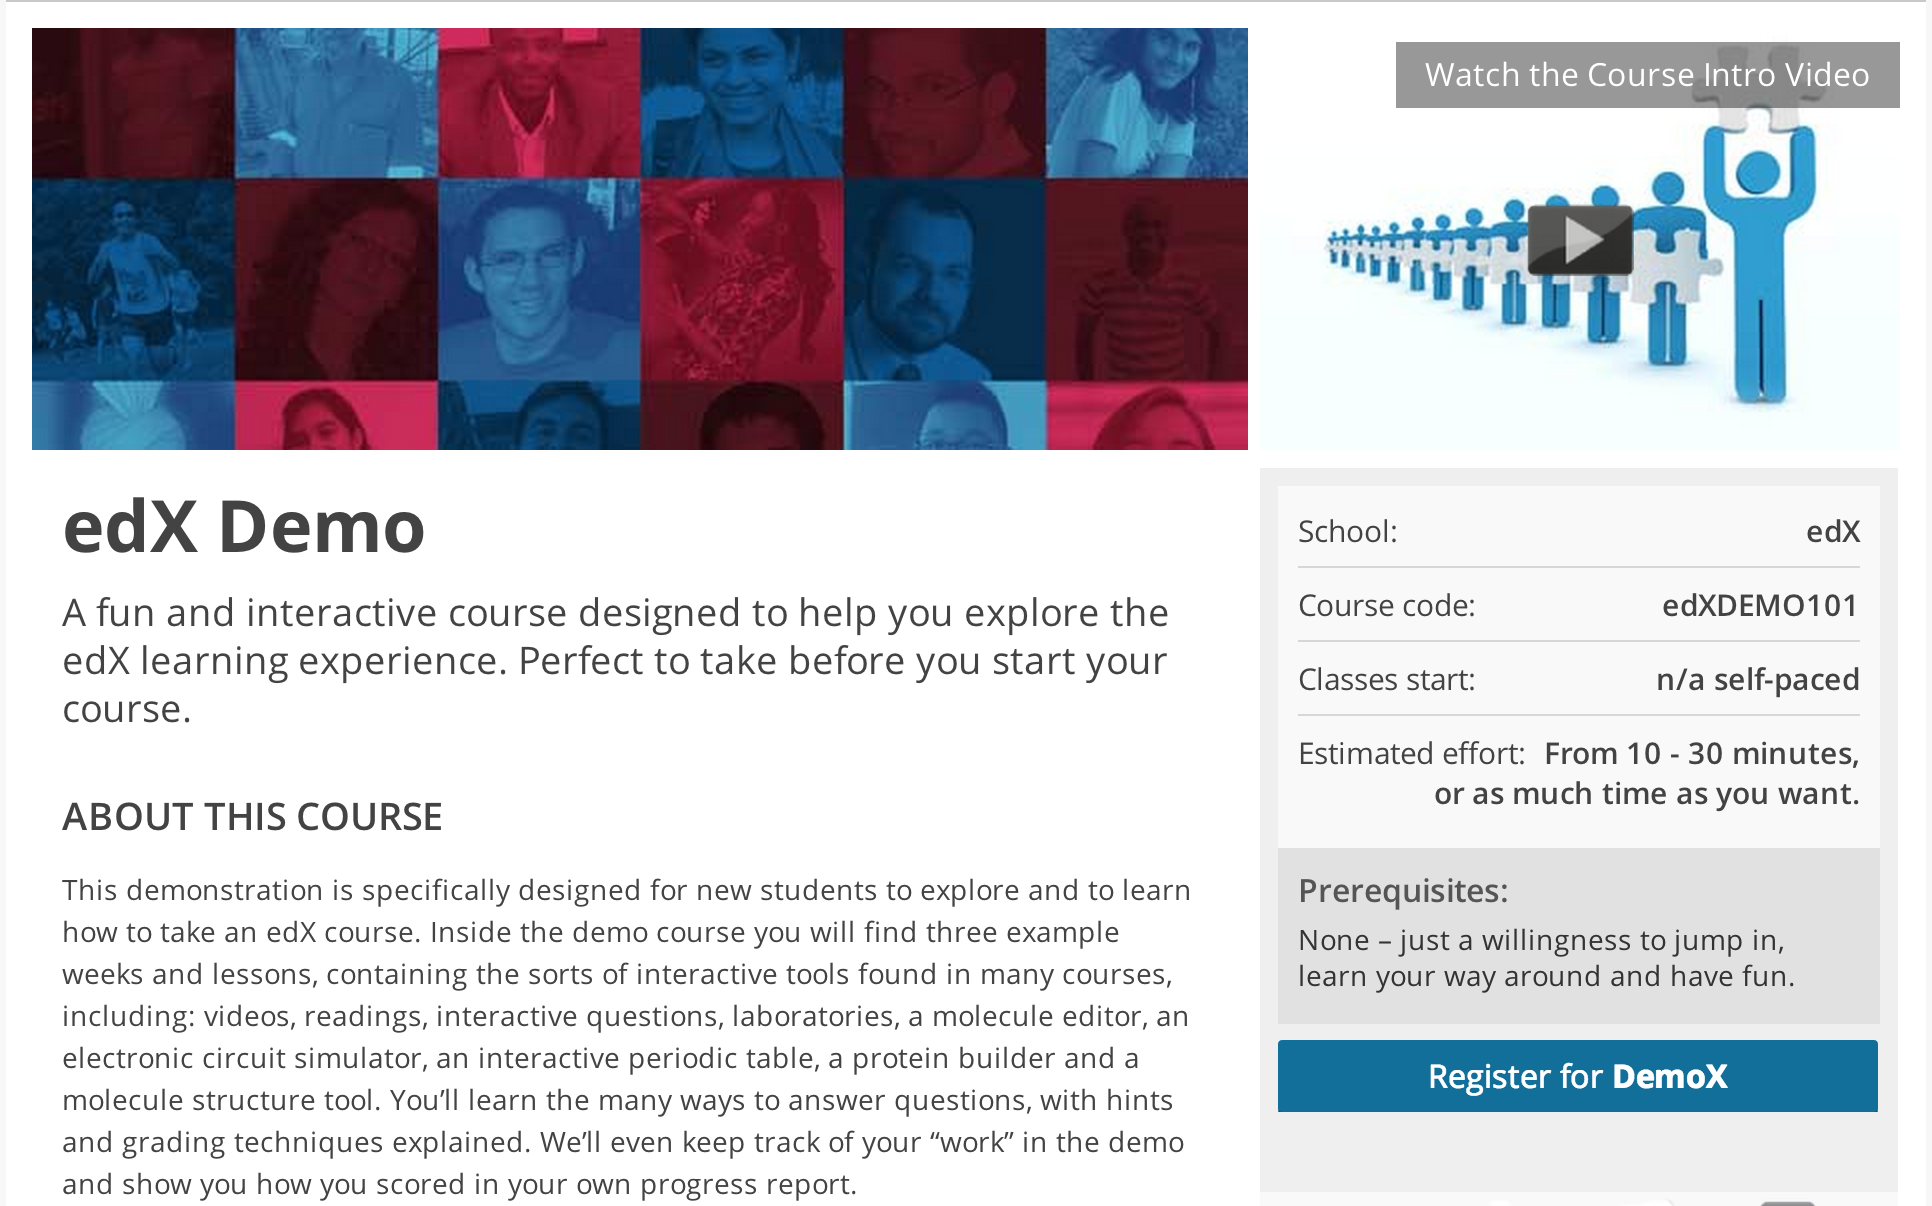 Watch the Course Intro Video
edX Demo
A fun and interactive course designed to help you explore the
edX learning experience. Perfect to take before you start your
course.
ABOUT THIS COURSE
This demonstration is specifically designed for new students to explore and to learn
how to take an edX course. Inside the demo course you will find three example
weeks and lessons, containing the sorts of interactive tools found in many courses,
including: videos, readings, interactive questions, laboratories, a molecule editor, an
electronic circuit simulator, an interactive periodic table, a protein builder and a
molecule structure tool. You’ll learn the many ways to answer questions, with hints
and grading techniques explained. We’ll even keep track of your “work” in the demo
and show you how you scored in your own progress report.
School: edX
Course code: edXDEMO101
Classes start: n/a self-paced
Estimated effort: From 10 - 30 minutes,
or as much time as you want.
Prerequisites:
None – just a willingness to jump in,
learn your way around and have fun.
Register for DemoX